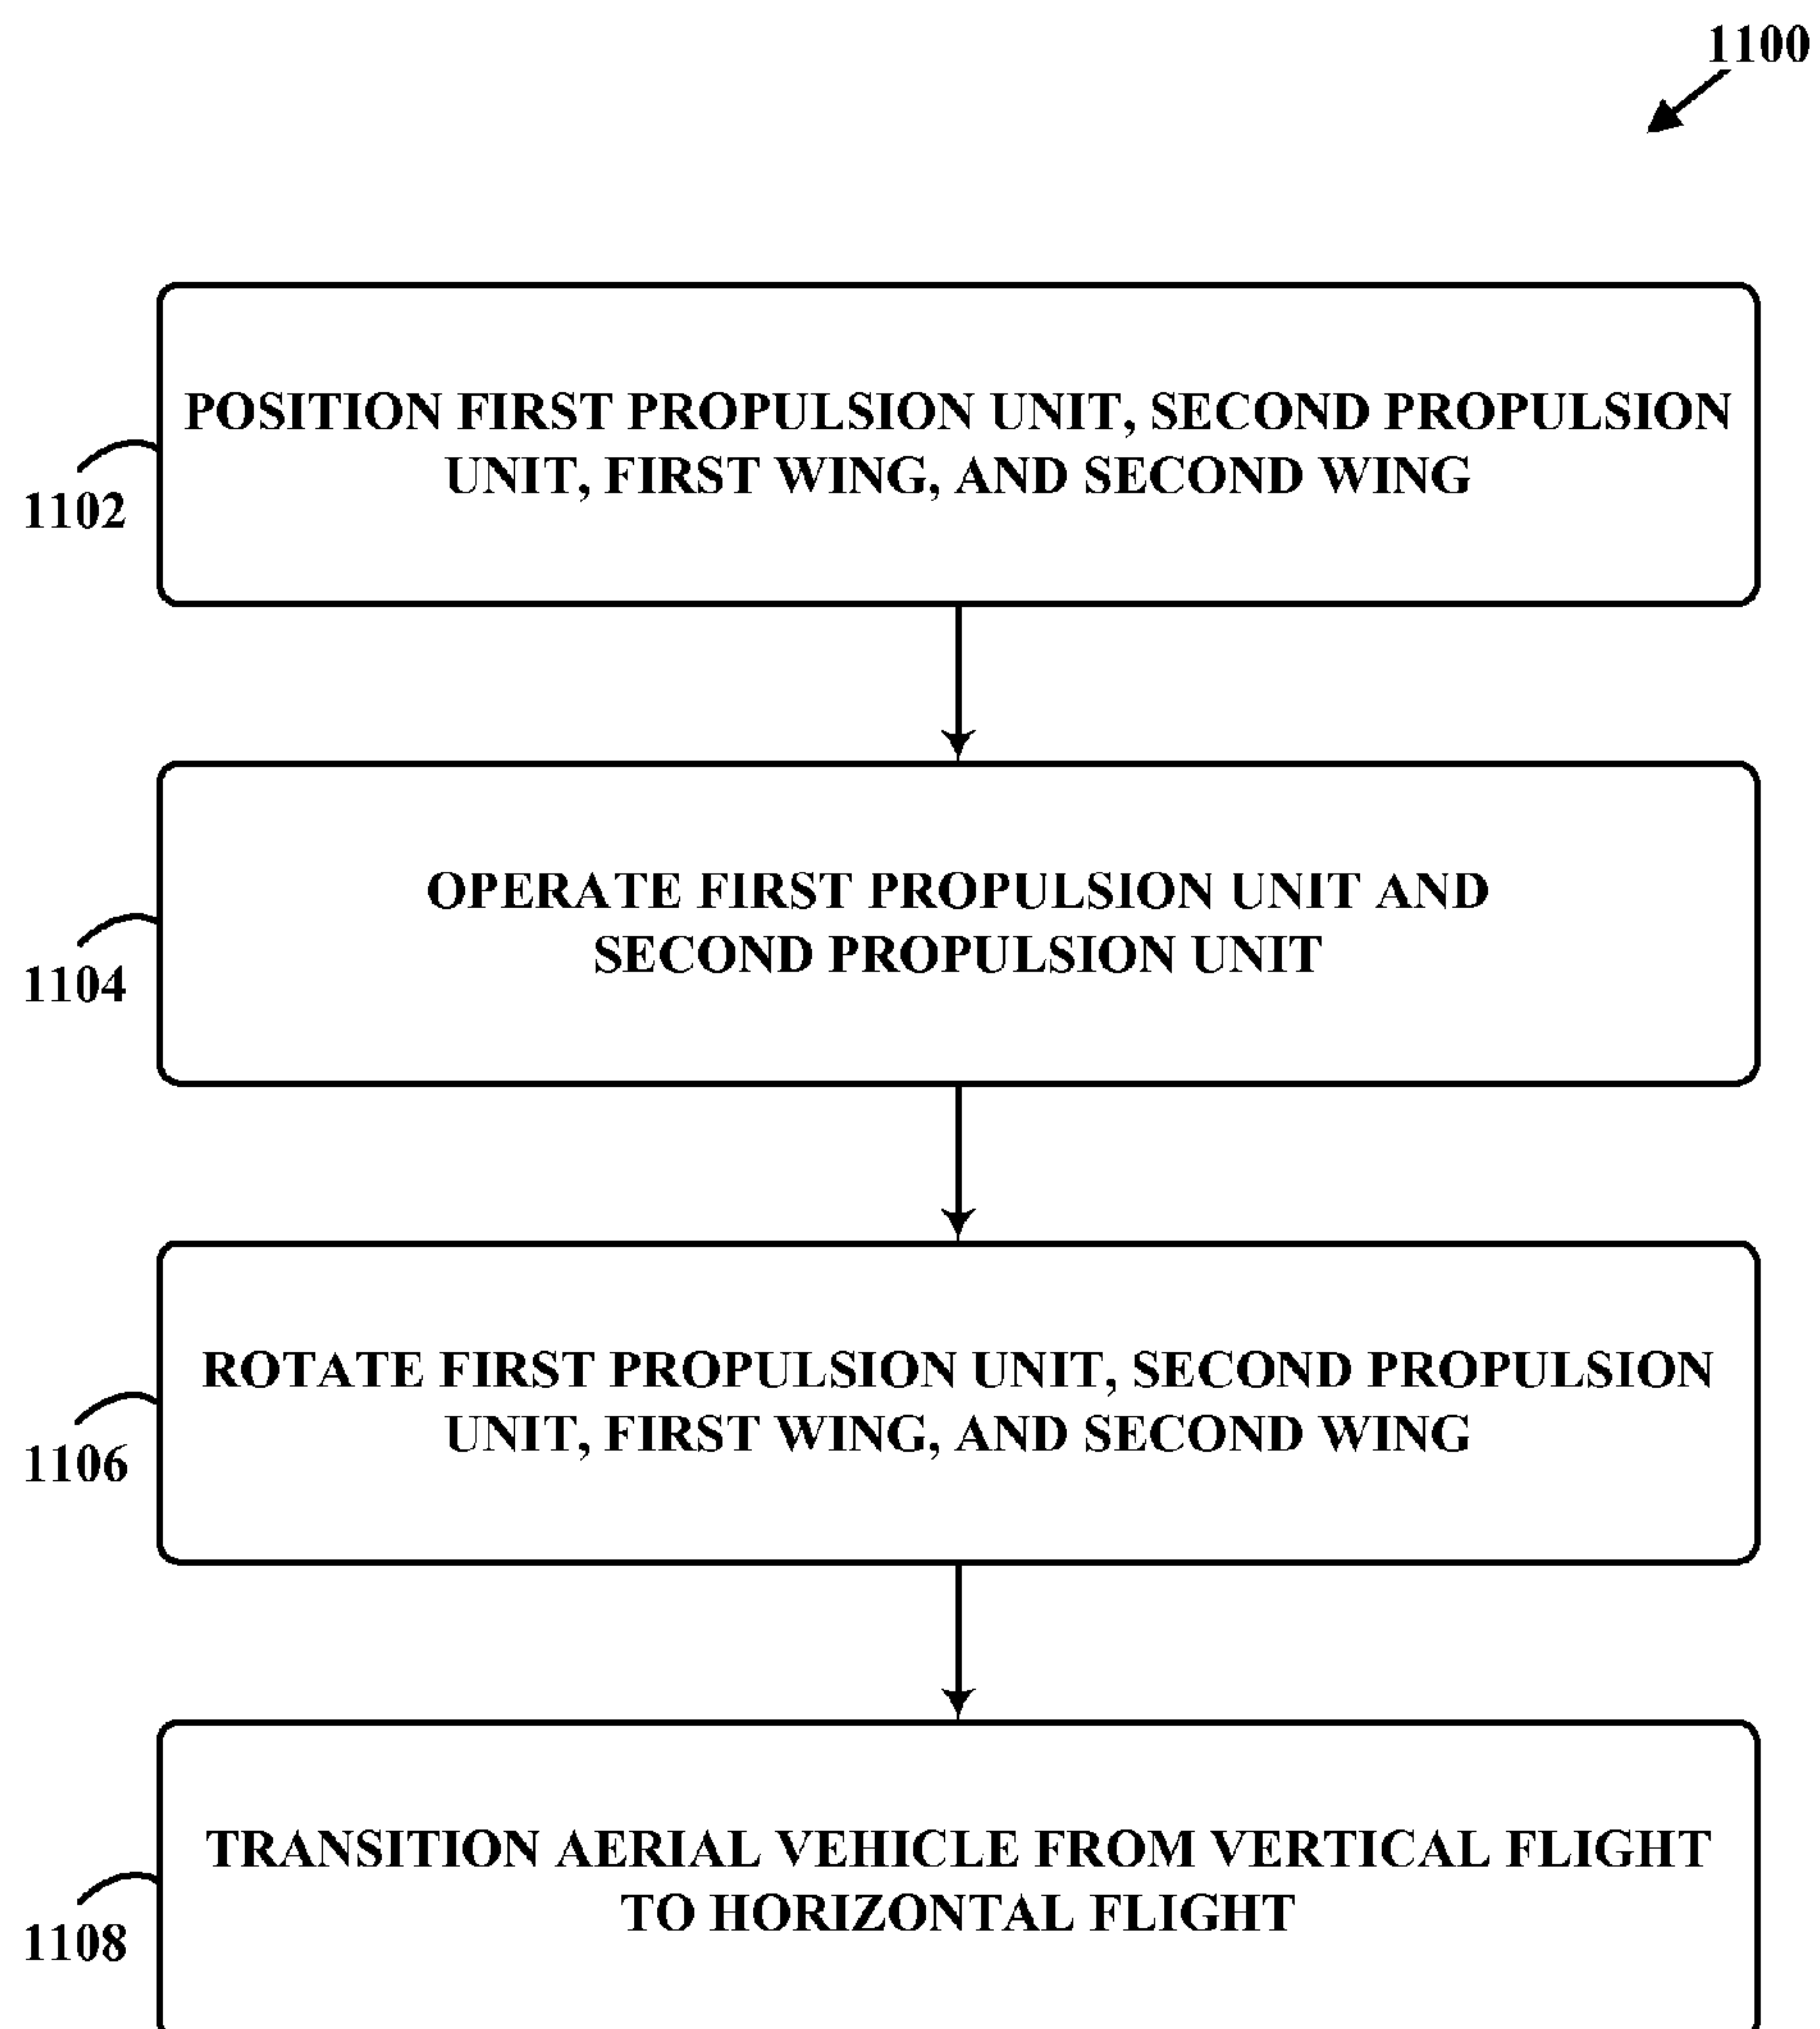 1100
POSITION FIRST PROPULSION UNIT, SECOND PROPULSION
UNIT, FIRST WING, AND SECOND WING
1102
OPERATE FIRST PROPULSION UNIT AND
SECOND PROPULSION UNIT
1104
ROTATE FIRST PROPULSION UNIT, SECOND PROPULSION
UNIT, FIRST WING, AND SECOND WING
1106
TRANSITION AERIAL VEHICLE FROM VERTICAL FLIGHT
TO HORIZONTAL FLIGHT
1108